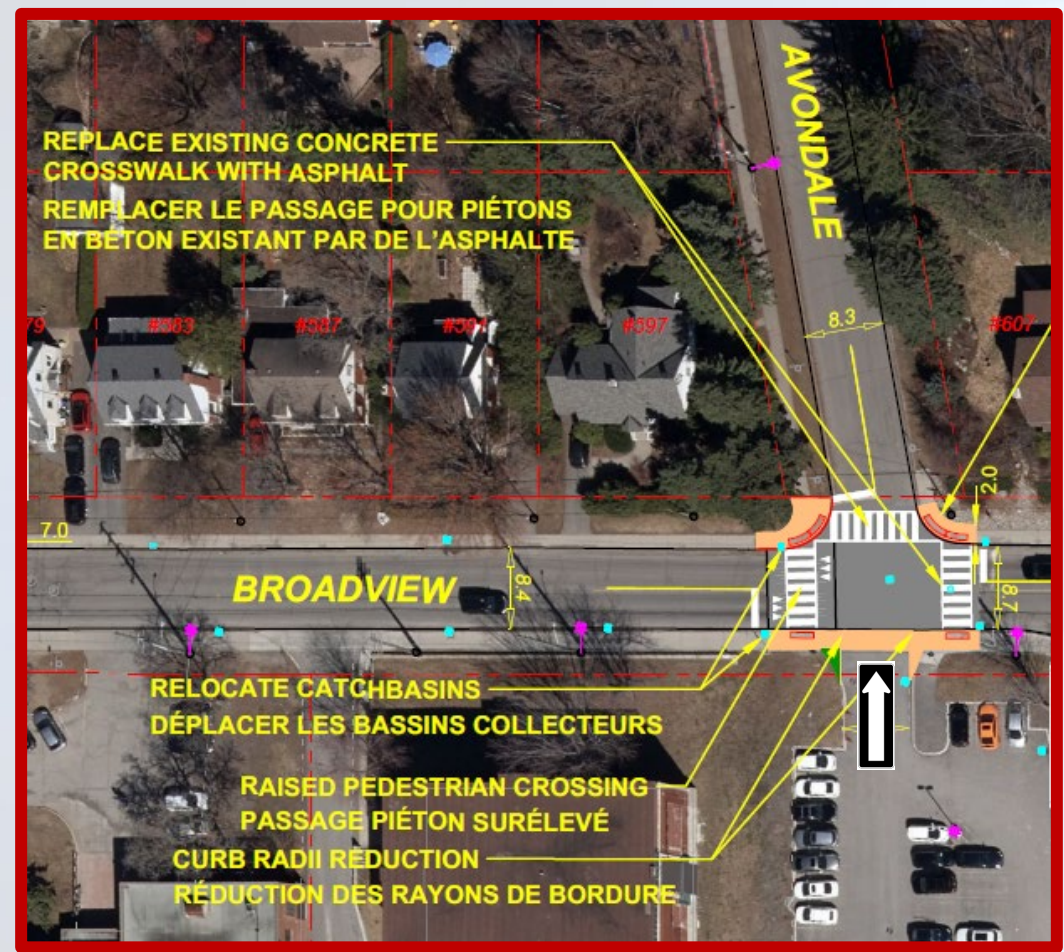 AVONDALE
REPLACE EXISTING CONCRETE
CROSSWALK WITH ASPHALT
REMPLACER LE PASSAGE POUR PIÉTONS
EN BÉTON EXISTANT PAR DE L'ASPHALTE
79
#583
#587
#597
#607
8.3
2.0
7.0
BROADVIEW
8.4
8.7
RELOCATE CATCHBASINS
DÉPLACER LES BASSINS COLLECTEURS
RAISED PEDESTRIAN CROSSING
PASSAGE PIÉTON SURÉLEVÉ
CURB RADII REDUCTION
RÉDUCTION DES RAYONS DE BORDURE